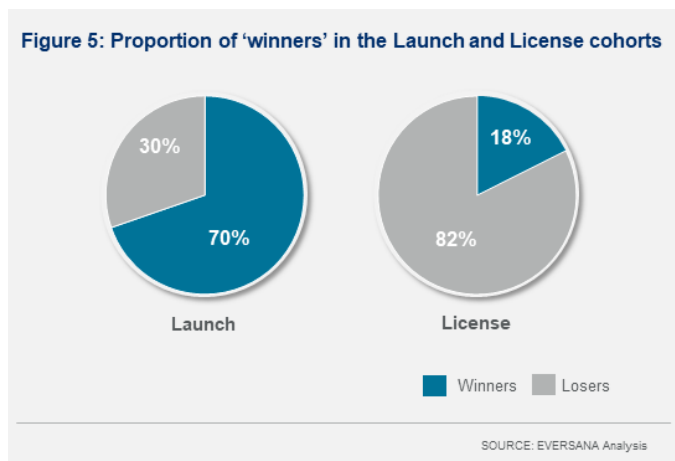 Figure 5: Proportion of ‘winners’ in the Launch and License cohorts
30%
70%
18%
82%
Launch
License
Winners
Losers
SOURCE: EVERSANA Analysis